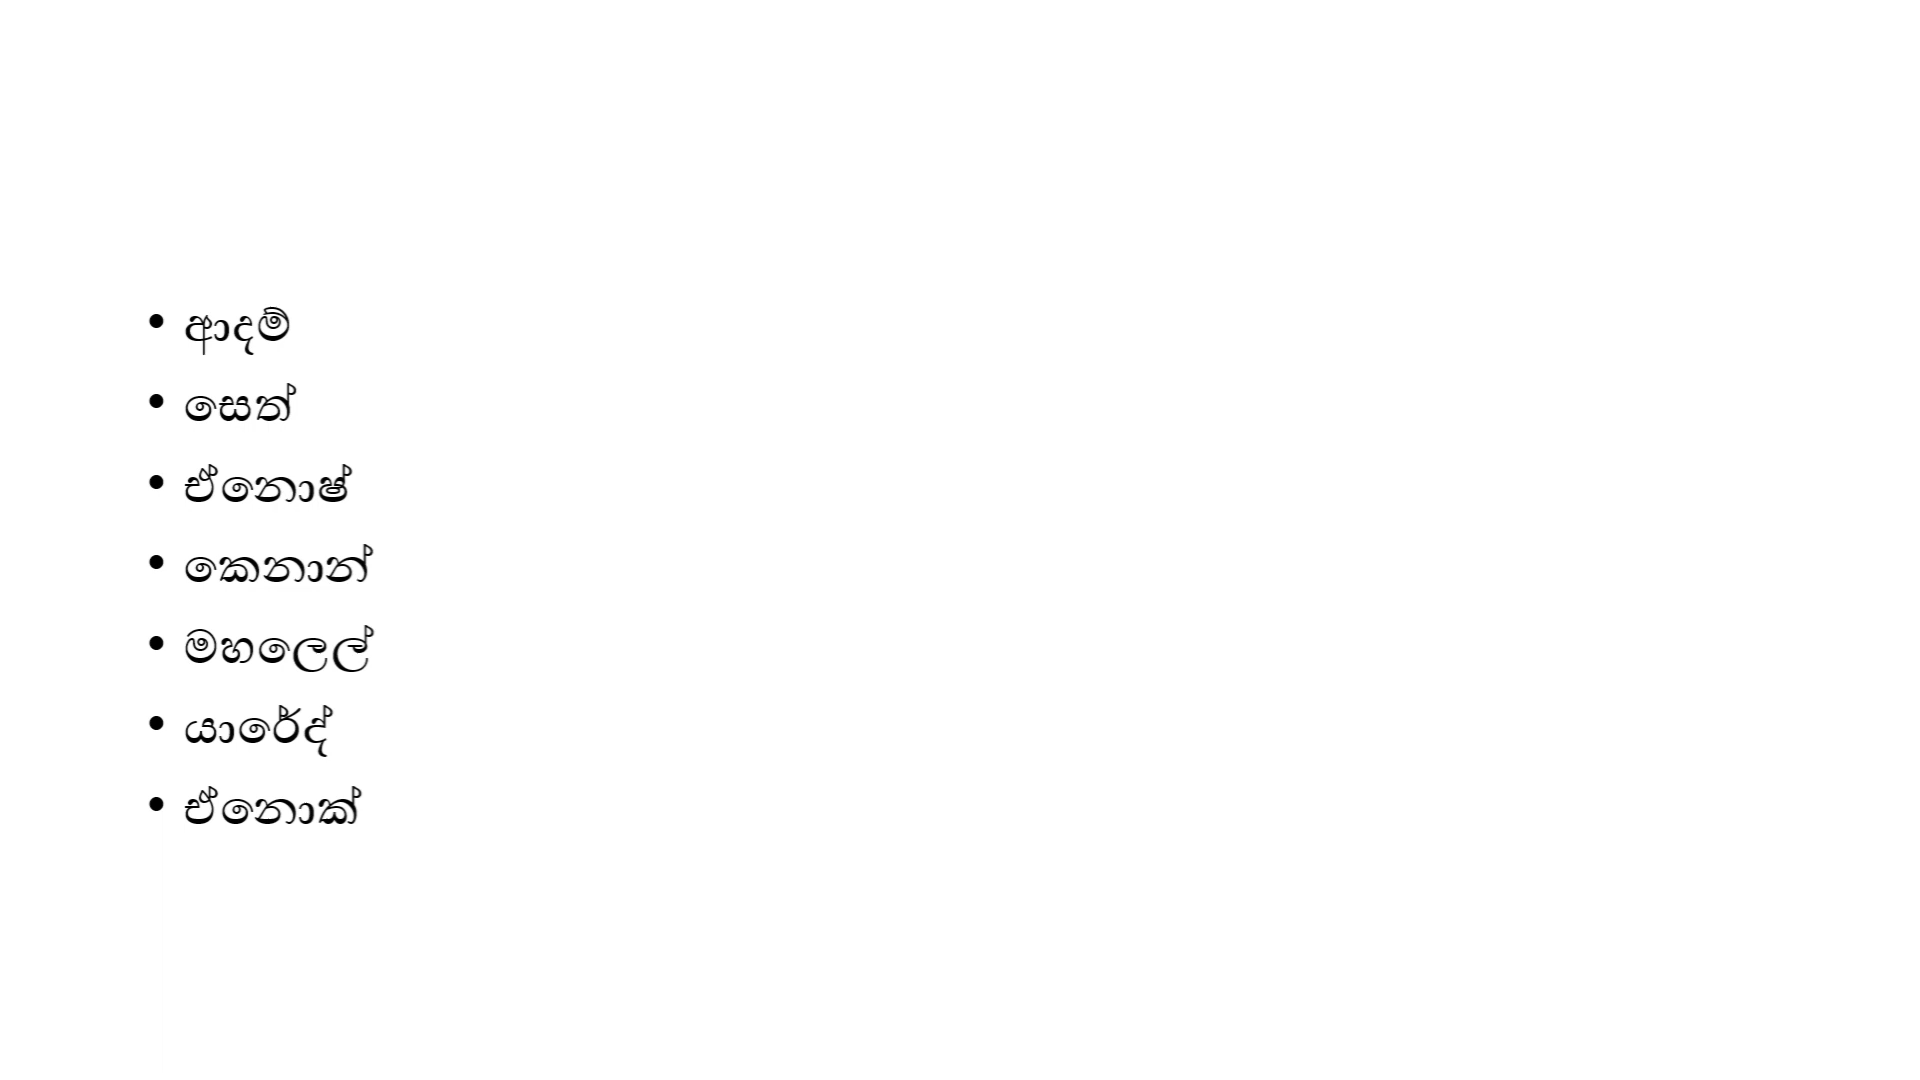 • ආදම්
• සෙත්
• ඒනොෂ්
• කෙනාන්
• මහලෙල්
• යාරේද්
• ඒනොක්